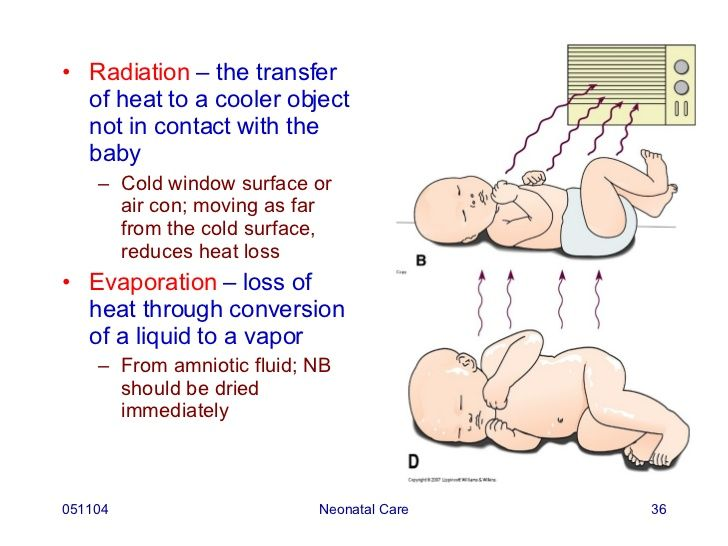 • Radiation – the transfer
of heat to a cooler object
not in contact with the
baby
– Cold window surface or
air con; moving as far
from the cold surface,
reduces heat loss
• Evaporation – loss of
heat through conversion
of a liquid to a vapor
– From amniotic fluid; NB
should be dried
immediately
B
D
Copyright © 2007 Lippincott Williams & Wilkins.
051104
Neonatal Care
36